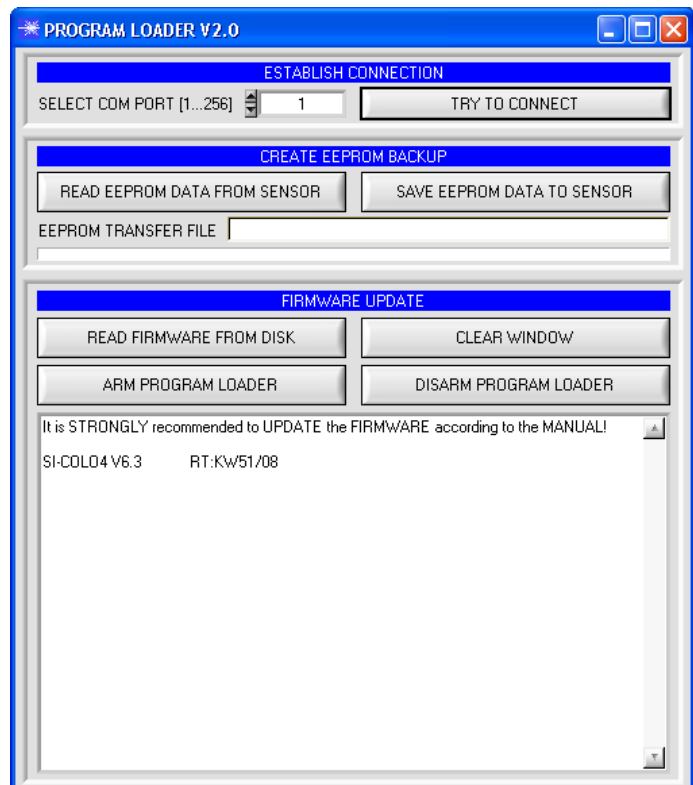 PROGRAM LOADER V2.0
ESTABLISH CONNECTION
SELECT COM PORT [1...256] 1 TRY TO CONNECT
CREATE EEPROM BACKUP
READ EEPROM DATA FROM SENSOR SAVE EEPROM DATA TO SENSOR
EEPROM TRANSFER FILE
FIRMWARE UPDATE
READ FIRMWARE FROM DISK CLEAR WINDOW
ARM PROGRAM LOADER DISARM PROGRAM LOADER
It is STRONGLY recommended to UPDATE the FIRMWARE according to the MANUAL!
SI-COLO4 V6.3 RT:KW51/08